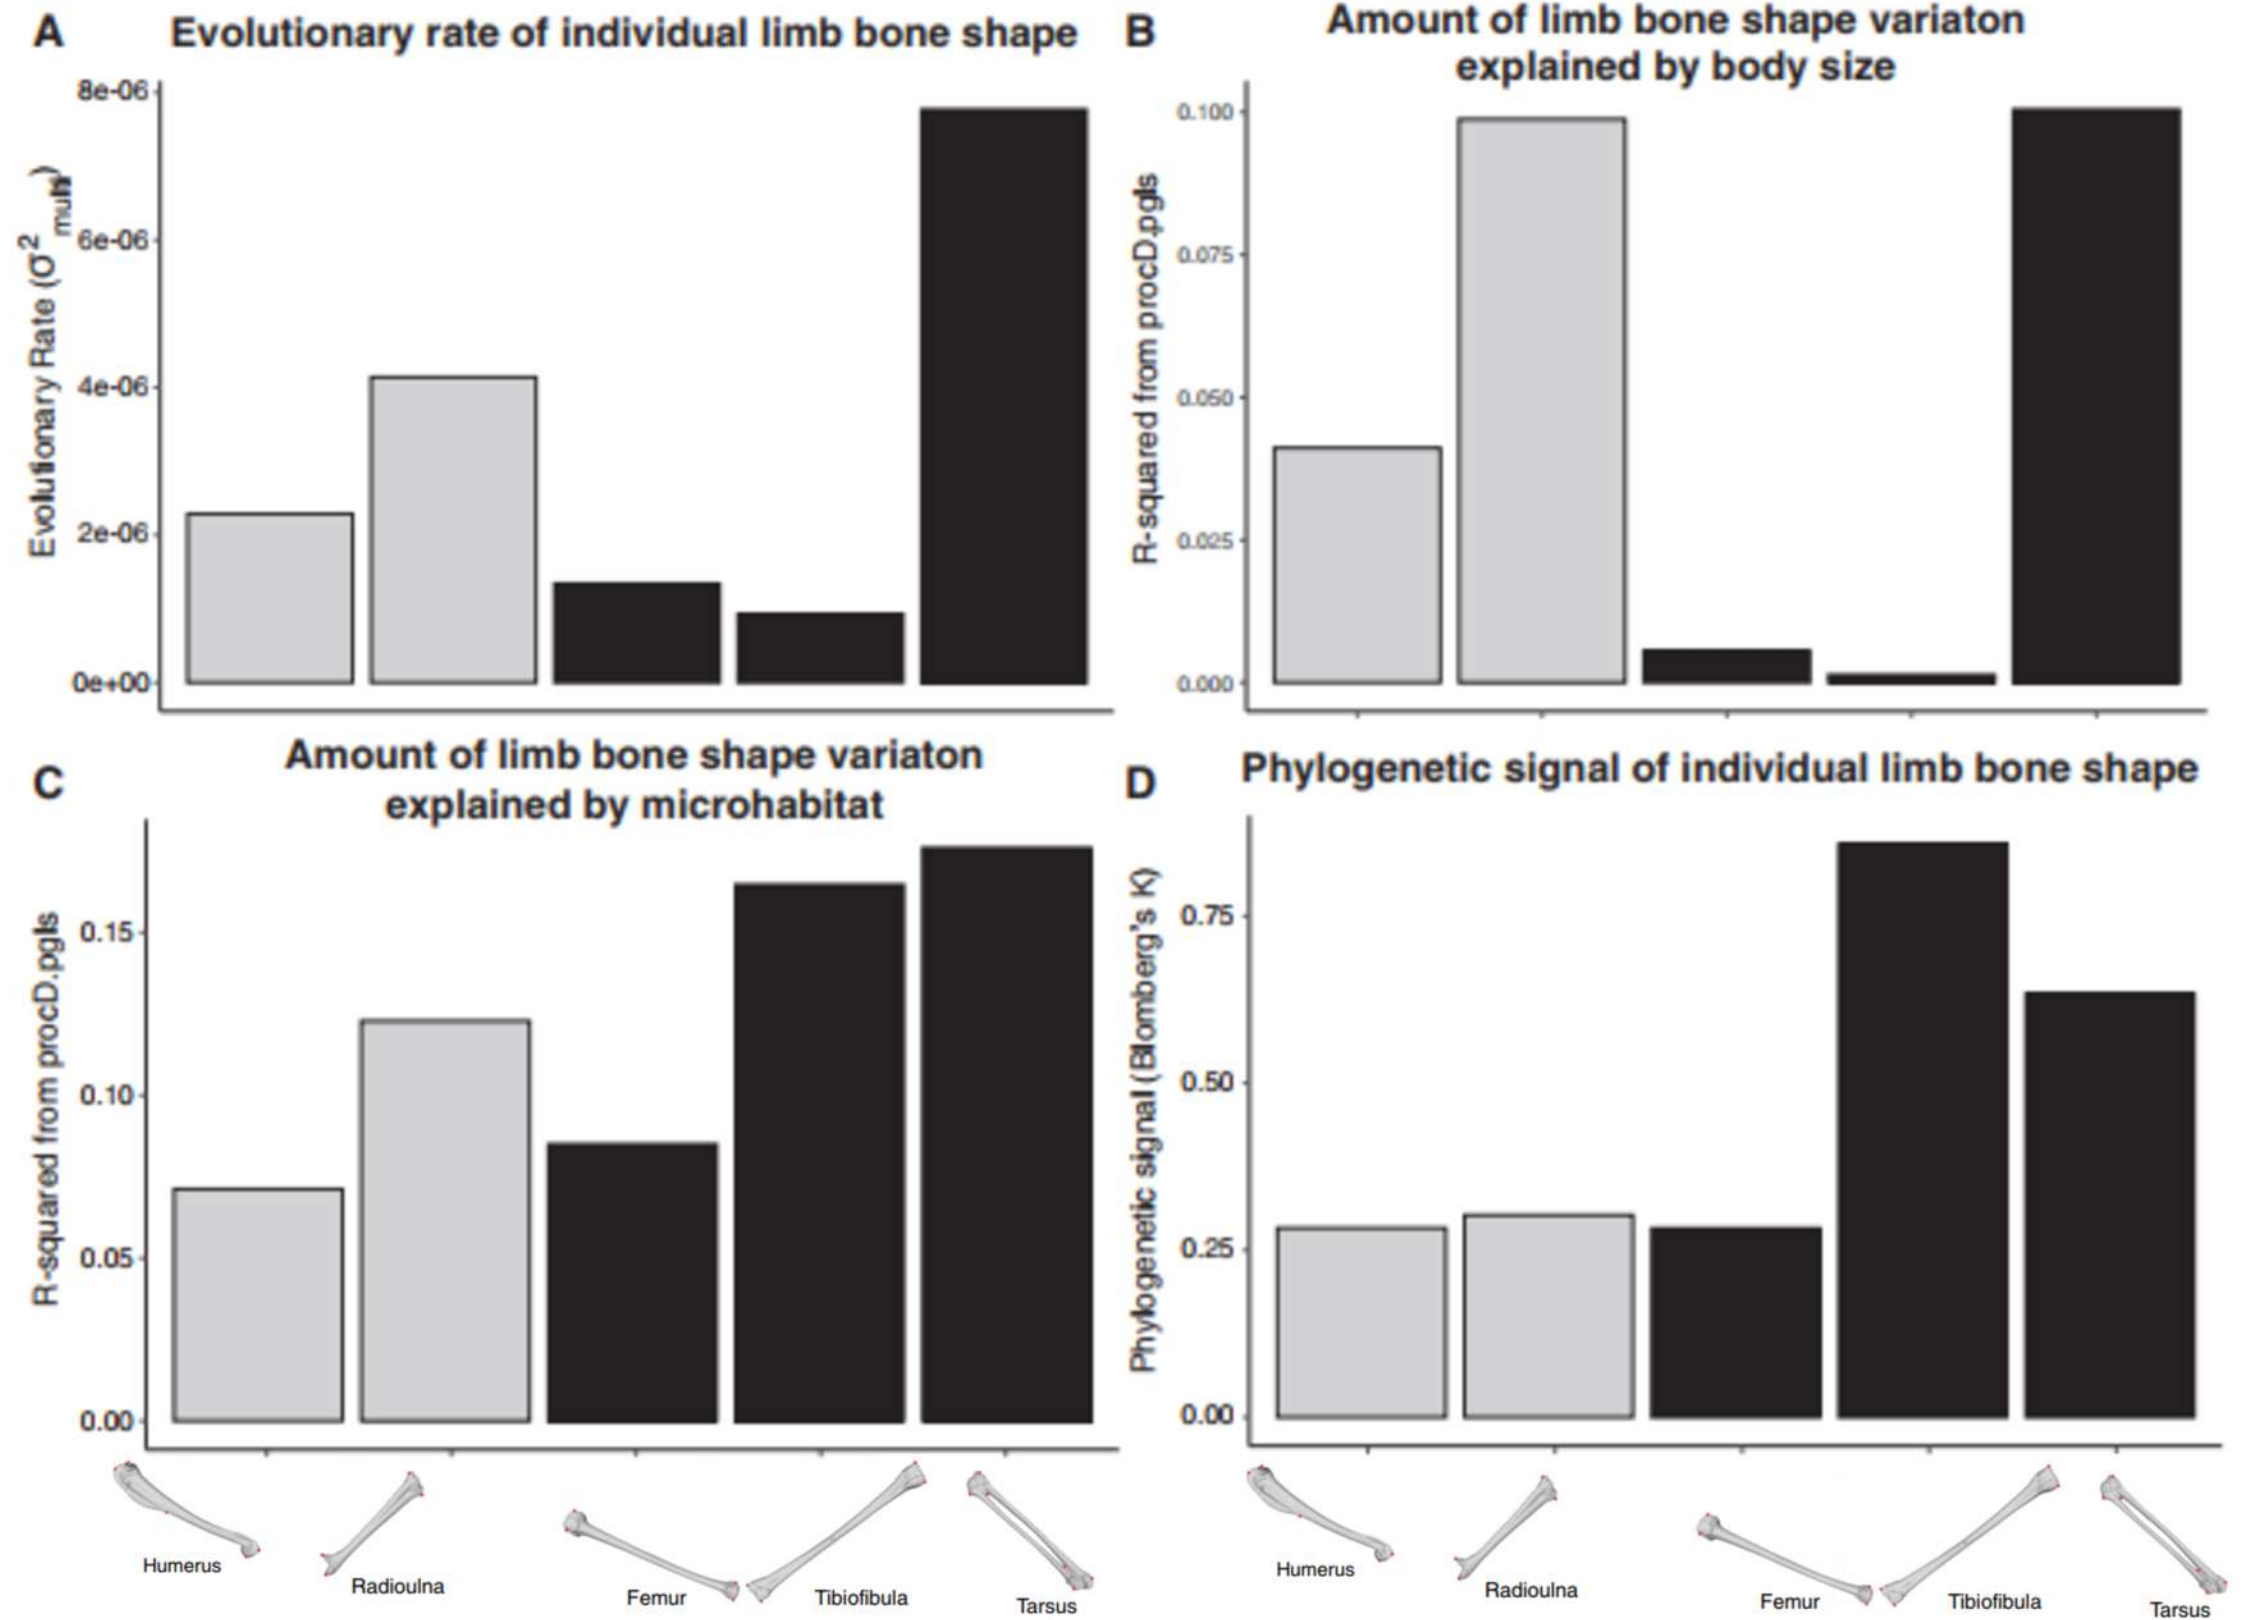 A
Evolutionary rate of individual limb bone shape
8e-06
6e-06
4e-06
2e-06
0e+00
Evolutionary Rate (σ2mult)
B
Amount of limb bone shape variaton
explained by body size
0.100
0.075
0.050
0.025
0.000
R-squared from procD.pgls
C
Amount of limb bone shape variaton
explained by microhabitat
0.15
0.10
0.05
0.00
R-squared from procD.pgls
Humerus
Radioulna
Femur
Tibiofibula
Tarsus
D
Phylogenetic signal of individual limb bone shape
0.75
0.50
0.25
0.00
Phylogenetic signal (Blomberg's K)
Humerus
Radioulna
Femur
Tibiofibula
Tarsus